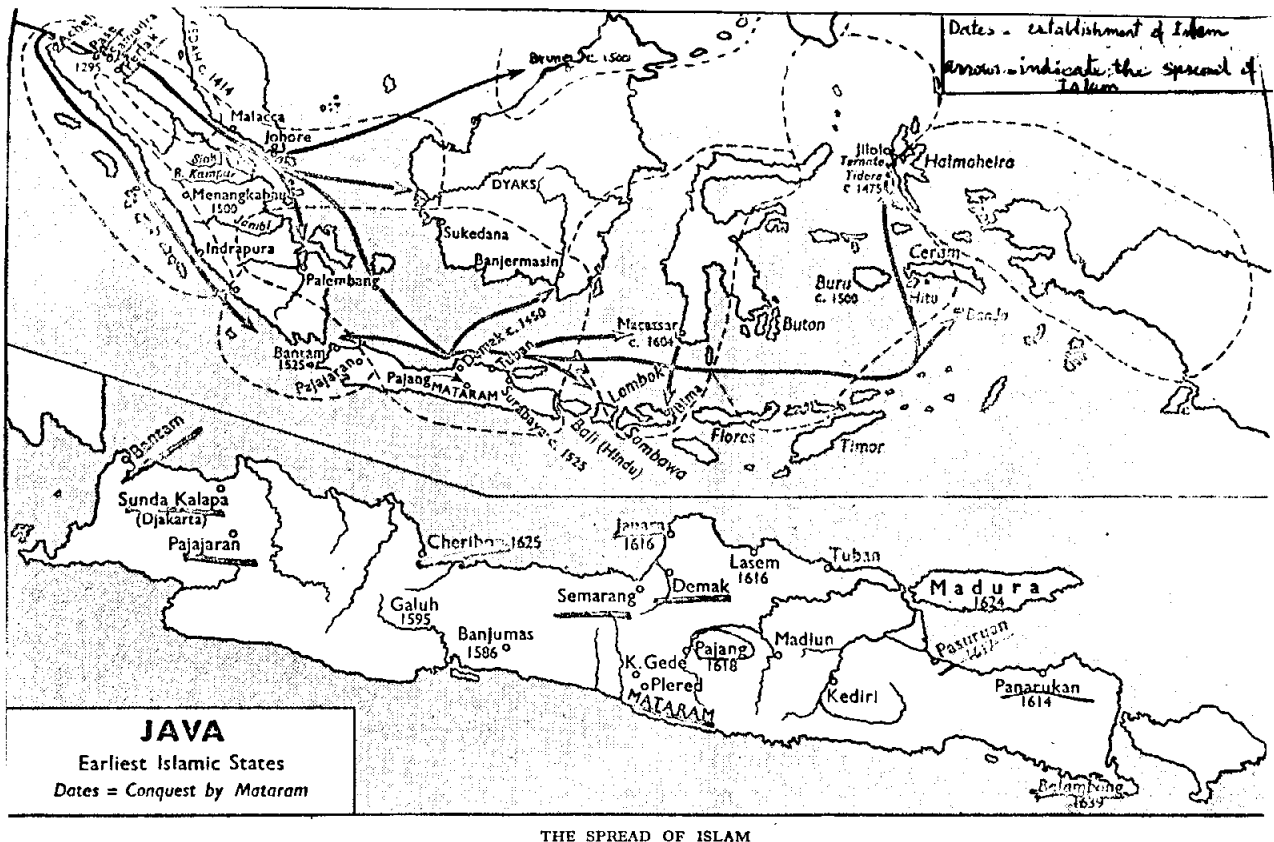 Dates - establishment of Islam
arrows - indicate the spread of
Islam
Acheh
Pase
Samudra
Perlak
1295
KEDAH C. 1414
Brunei c. 1500
Malacca
Johore
Siak
R. Kampar
Menangkabau
1500
Jambi
Indrapura
Palembang
DYAKS
Sukedana
Banjermasin
Jilolo
Ternate
Tidore
c 1475
Halmaheira
Ceram
Buru
c. 1500
Hitu
Banda
Macassar
c. 1604
Buton
Bantam
1525
Pajajaran
Demak c. 1450
Tuban
Pajang
MATARAM
Surabaya c. 1525
Bali (Hindu)
Lombok
Sambawa
Bima
Flores
Timor
Bantam
Sunda Kalapa
(Djakarta)
Pajajaran
Cheribon 1625
Japara
1616
Lasem
1616
Tuban
Semarang
Demak
Madura
1624
Galuh
1595
Banjumas
1586
Pajang
1618
Madiun
Pasuruan
K. Gede
Plered
MATARAM
Kediri
Panarukan
1614
Balambang
1639
JAVA
Earliest Islamic States
Dates = Conquest by Mataram
THE SPREAD OF ISLAM